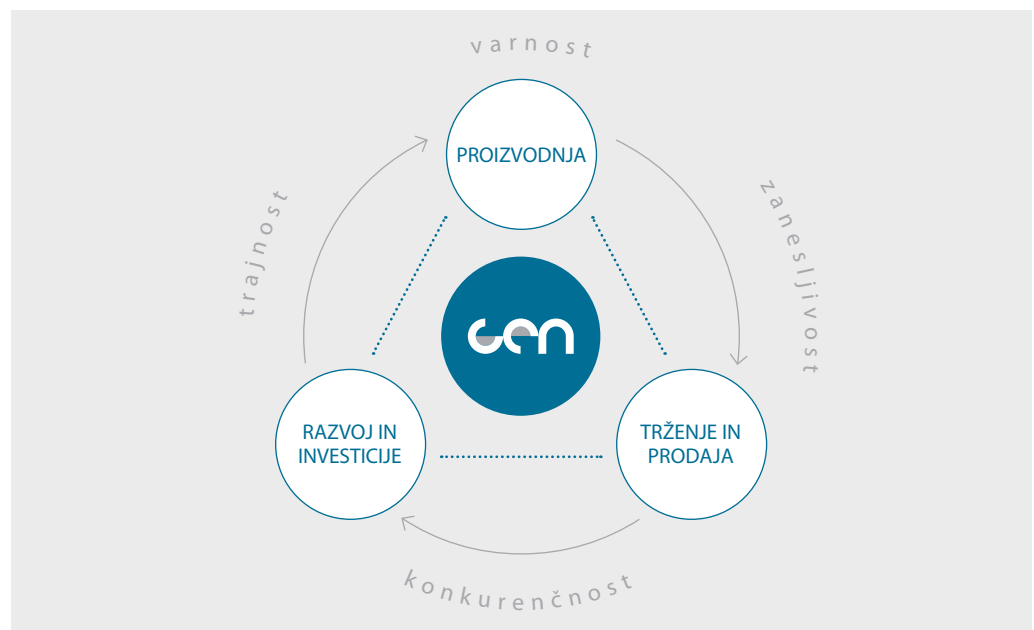 varnost
PROIZVODNJA
trajnost
zanesljivost
gen
RAZVOJ IN
INVESTICIJE
TRŽENJE IN
PRODAJA
konkurenčnost